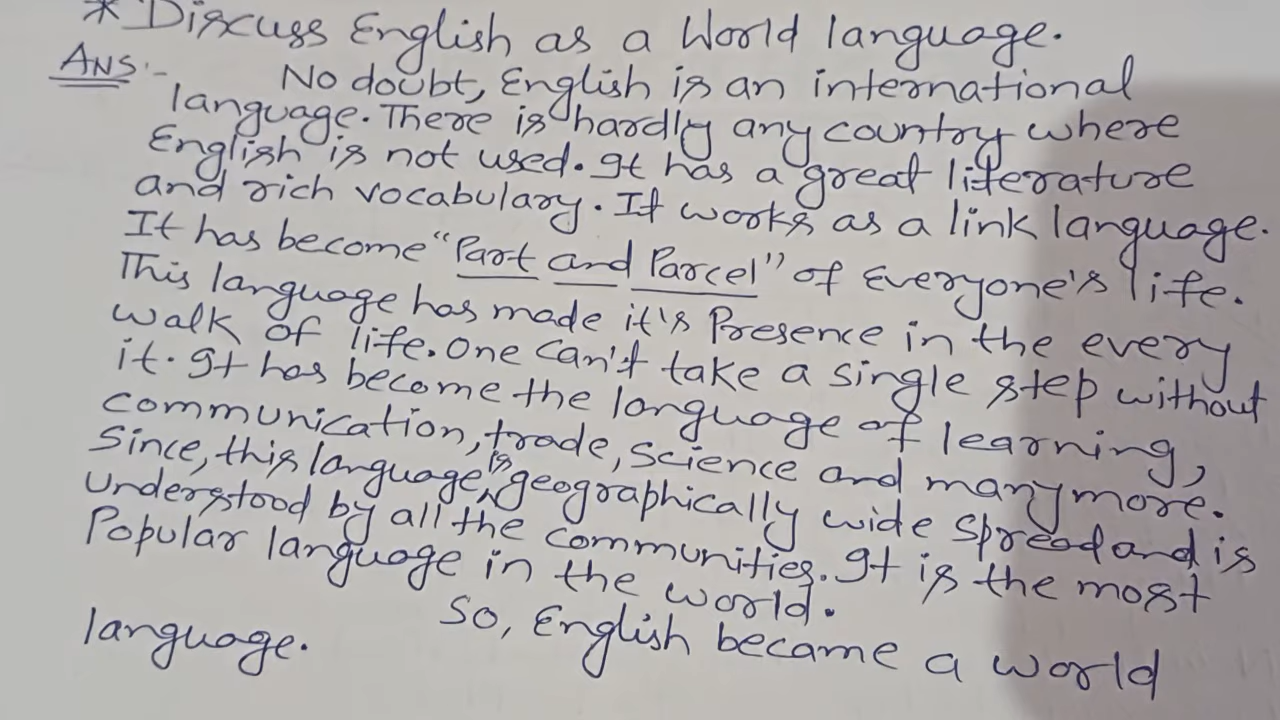 * Discuss English as a World language.
Ans:- No doubt, English is an international
language. There is hardly any country where
English is not used. It has a great literature
and rich vocabulary. It works as a link language.
It has become "Part and Parcel" of Everyone's life.
This language has made it's Presence in the every
walk of life. One can't take a single step without
it. It has become the language of learning,
communication, trade, science and many more.
Since, this language, is geographically wide spread and is
understood by all the communities. It is the most
Popular language in the world.
So, English became a world
language.